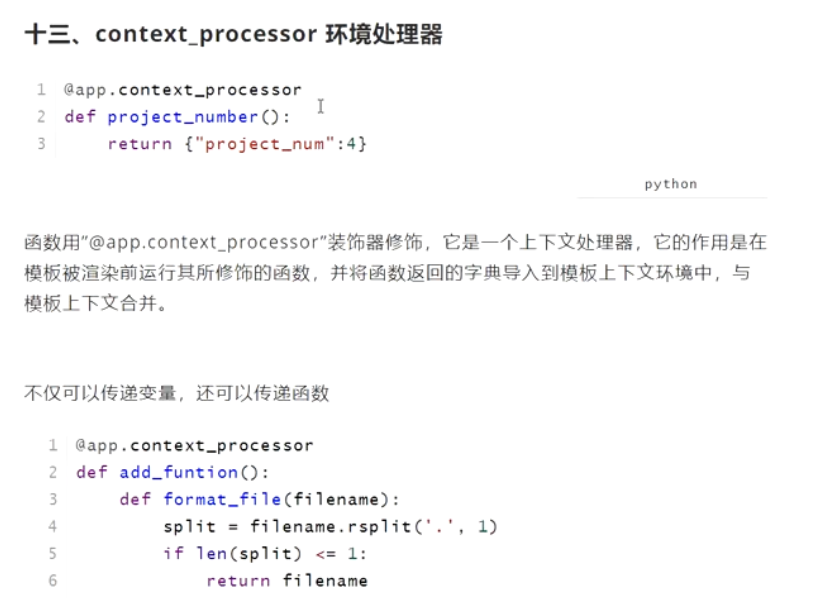 十三、context_processor 环境处理器
1 @app.context_processor
2 def project_number():
3     return {"project_num":4}
python
函数用"@app.context_processor"装饰器修饰，它是一个上下文处理器，它的作用是在
模板被渲染前运行其所修饰的函数，并将函数返回的字典导入到模板上下文环境中，与
模板上下文合并。
不仅可以传递变量，还可以传递函数
1 @app.context_processor
2 def add_funtion():
3     def format_file(filename):
4         split = filename.rsplit('.', 1)
5         if len(split) <= 1:
6             return filename